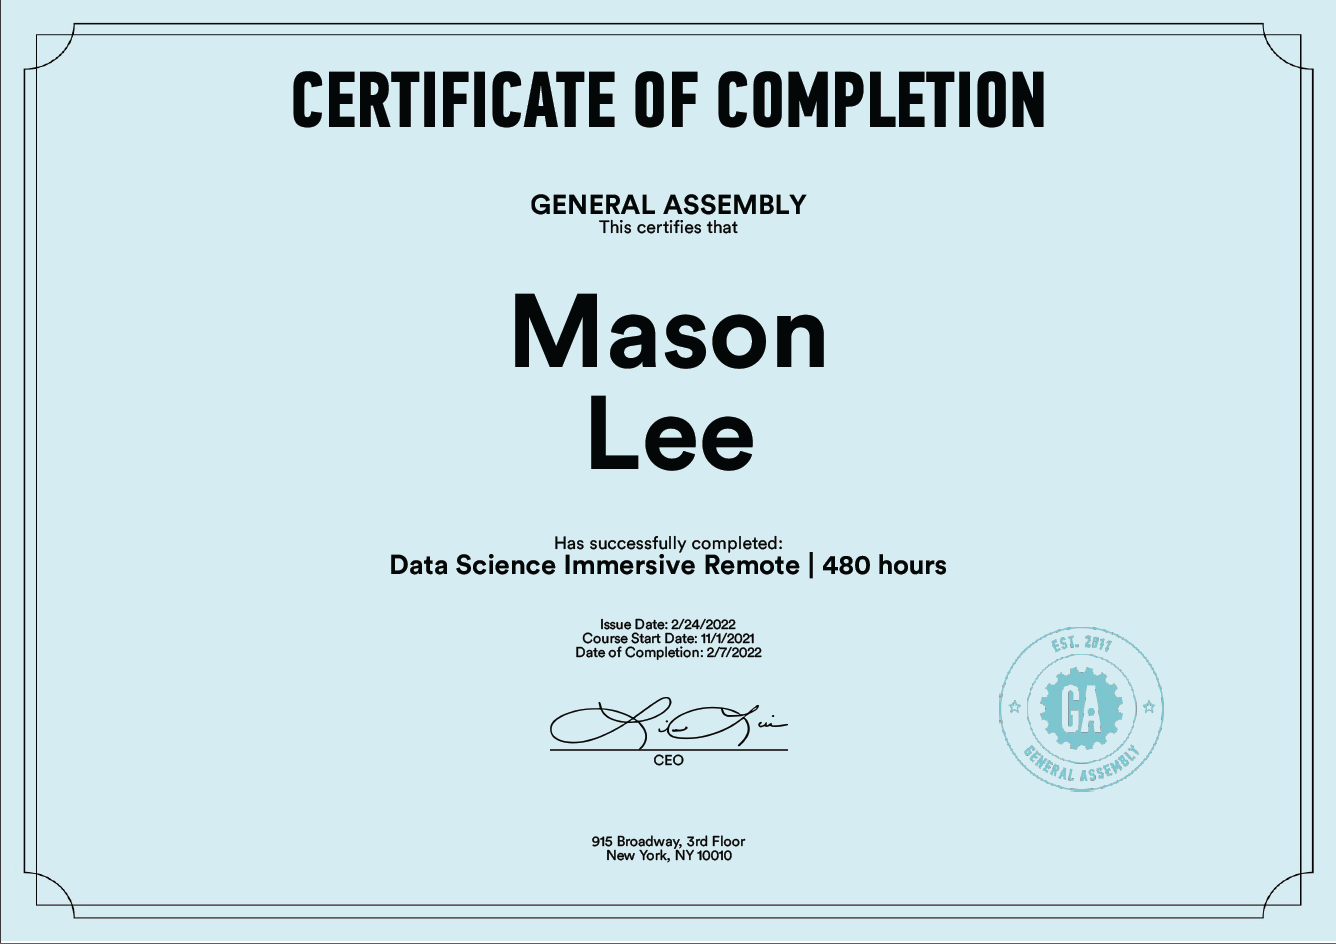 CERTIFICATE OF COMPLETION
GENERAL ASSEMBLY
This certifies that
Mason
Lee
Has successfully completed:
Data Science Immersive Remote | 480 hours
Issue Date: 2/24/2022
Course Start Date: 11/1/2021
Date of Completion: 2/7/2022
CEO
EST. 2011
GA
GENERAL ASSEMBLY
915 Broadway, 3rd Floor
New York, NY 10010